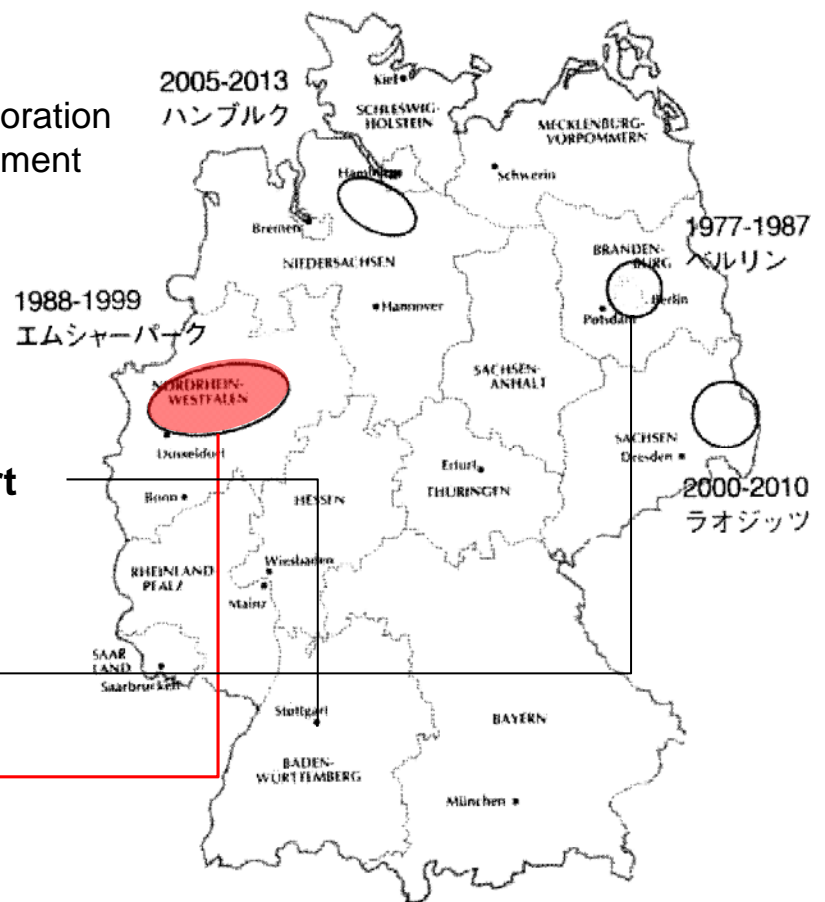 2005-2013
ハンブルク
oration
ment
Kiel
SCHLESWIG-
HOLSTEIN
MECKLENBURG-
VORPOMMERN
Hamburg
Schwerin
Bremen
1977-1987
ベルリン
BRANDEN-
BURG
NIEDERSACHSEN
Berlin
Potsdam
1988-1999
エムシャーパーク
Hannover
NORDRHEIN-
WESTFALEN
SACHSEN-
ANHALT
Düsseldorf
SACHSEN
Dresden
rt
Erfurt
THÜRINGEN
HESSEN
Bonn
2000-2010
ラオジッツ
RHEINLAND
PFALZ
Wiesbaden
Mainz
SAAR
LAND
Saarbrücken
Stuttgart
BAYERN
BADEN-
WÜRTTEMBERG
München